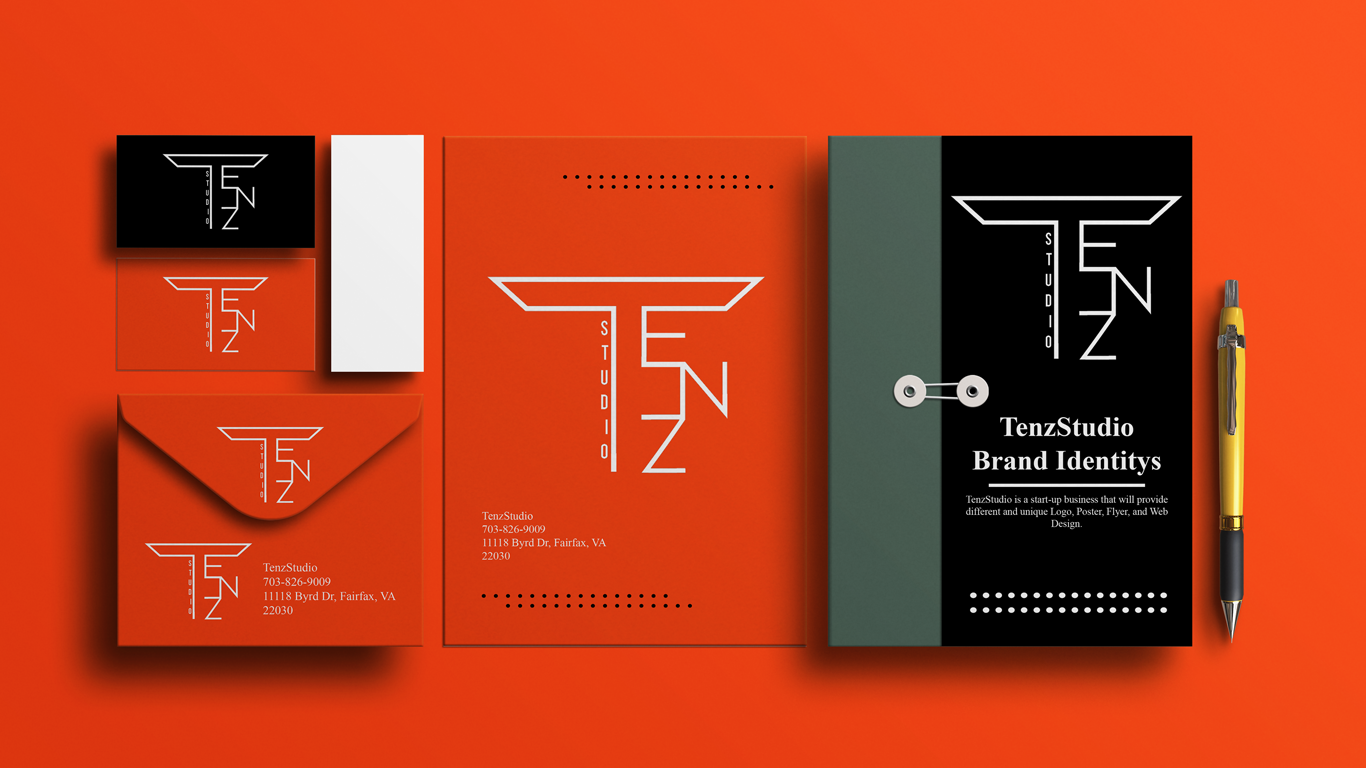 TENZ
STUDIO
TENZ
STUDIO
TENZ
STUDIO
TENZ
STUDIO
TenzStudio
703-826-9009
11118 Byrd Dr, Fairfax, VA
22030
TENZ
STUDIO
TenzStudio
703-826-9009
11118 Byrd Dr, Fairfax, VA
22030
TENZ
STUDIO
TenzStudio
Brand Identitys
TenzStudio is a start-up business that will provide
different and unique Logo, Poster, Flyer, and Web
Design.